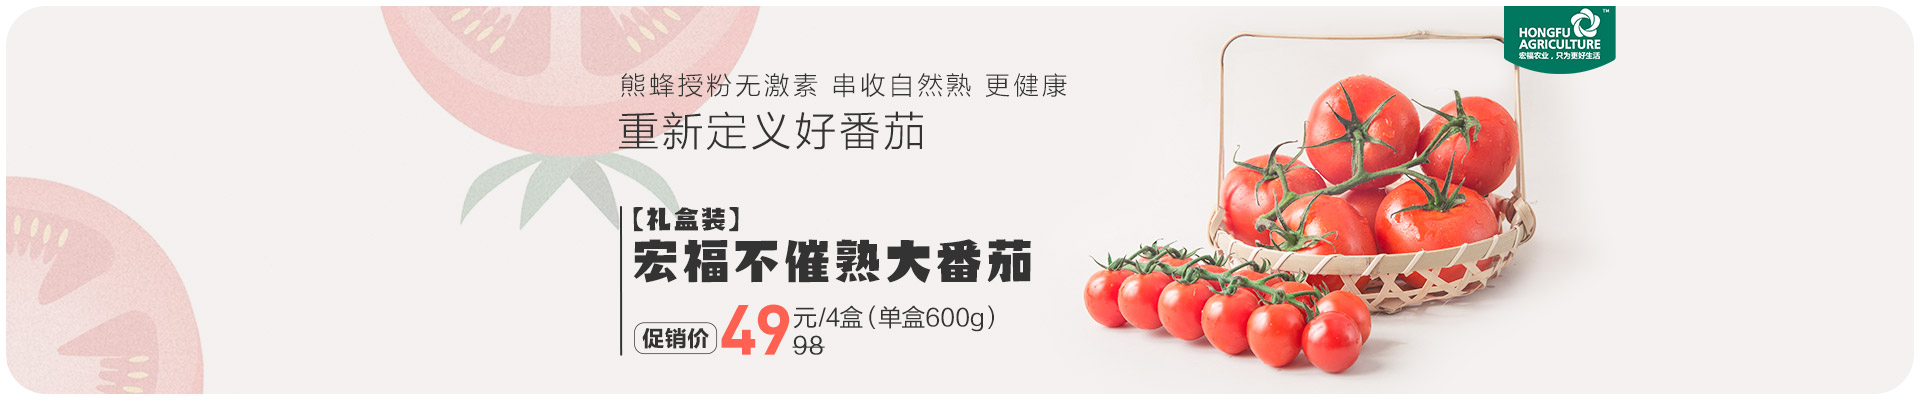 熊蜂授粉无激素 串收自然熟 更健康
重新定义好番茄
【礼盒装】
宏福不催熟大番茄
促销价 49 元/4盒(单盒600g)
98
HONGFU
AGRICULTURE
宏福农业，只为更好生活
TM